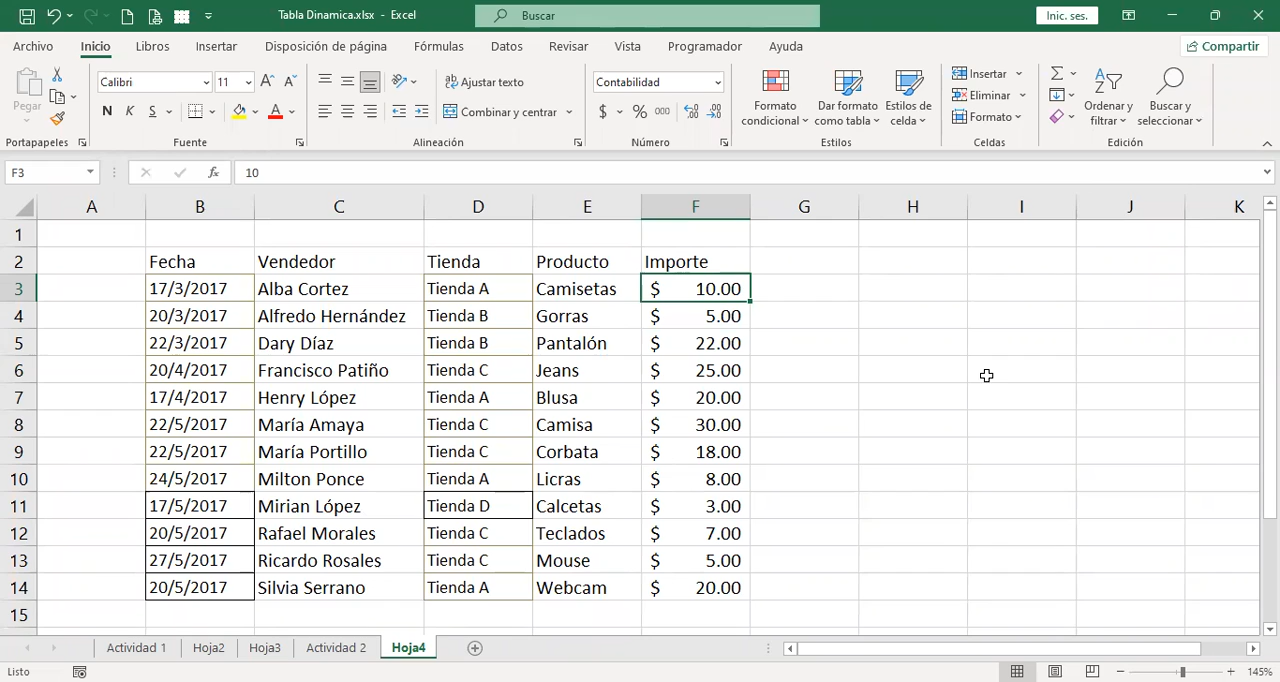 Tabla Dinamica.xlsx - Excel
Buscar
Inic. ses.
Archivo Inicio Libros Insertar Disposición de página Fórmulas Datos Revisar Vista Programador Ayuda
Compartir
Pegar
Calibri 11
N K S
Ajustar texto
Combinar y centrar
Contabilidad
$ % 000
Formato condicional
Dar formato como tabla
Estilos de celda
Insertar
Eliminar
Formato
Ordenar y filtrar
Buscar y seleccionar
Portapapeles Fuente Alineación Número Estilos Celdas Edición
F3 fx 10
A B C D E F G H I J K
1
2 Fecha Vendedor Tienda Producto Importe
3 17/3/2017 Alba Cortez Tienda A Camisetas $ 10.00
4 20/3/2017 Alfredo Hernández Tienda B Gorras $ 5.00
5 22/3/2017 Dary Díaz Tienda B Pantalón $ 22.00
6 20/4/2017 Francisco Patiño Tienda C Jeans $ 25.00
7 17/4/2017 Henry López Tienda A Blusa $ 20.00
8 22/5/2017 María Amaya Tienda C Camisa $ 30.00
9 22/5/2017 María Portillo Tienda C Corbata $ 18.00
10 24/5/2017 Milton Ponce Tienda A Licras $ 8.00
11 17/5/2017 Mirian López Tienda D Calcetas $ 3.00
12 20/5/2017 Rafael Morales Tienda C Teclados $ 7.00
13 27/5/2017 Ricardo Rosales Tienda C Mouse $ 5.00
14 20/5/2017 Silvia Serrano Tienda A Webcam $ 20.00
15
Actividad 1 Hoja2 Hoja3 Actividad 2 Hoja4
Listo
145%